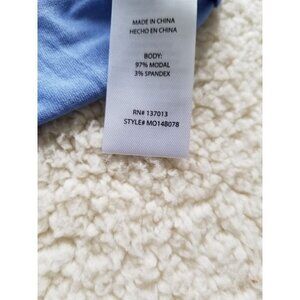 MADE IN CHINA
HECHO EN CHINA
BODY:
97% MODAL
3% SPANDEX
RN# 137013
STYLE# MO14B078